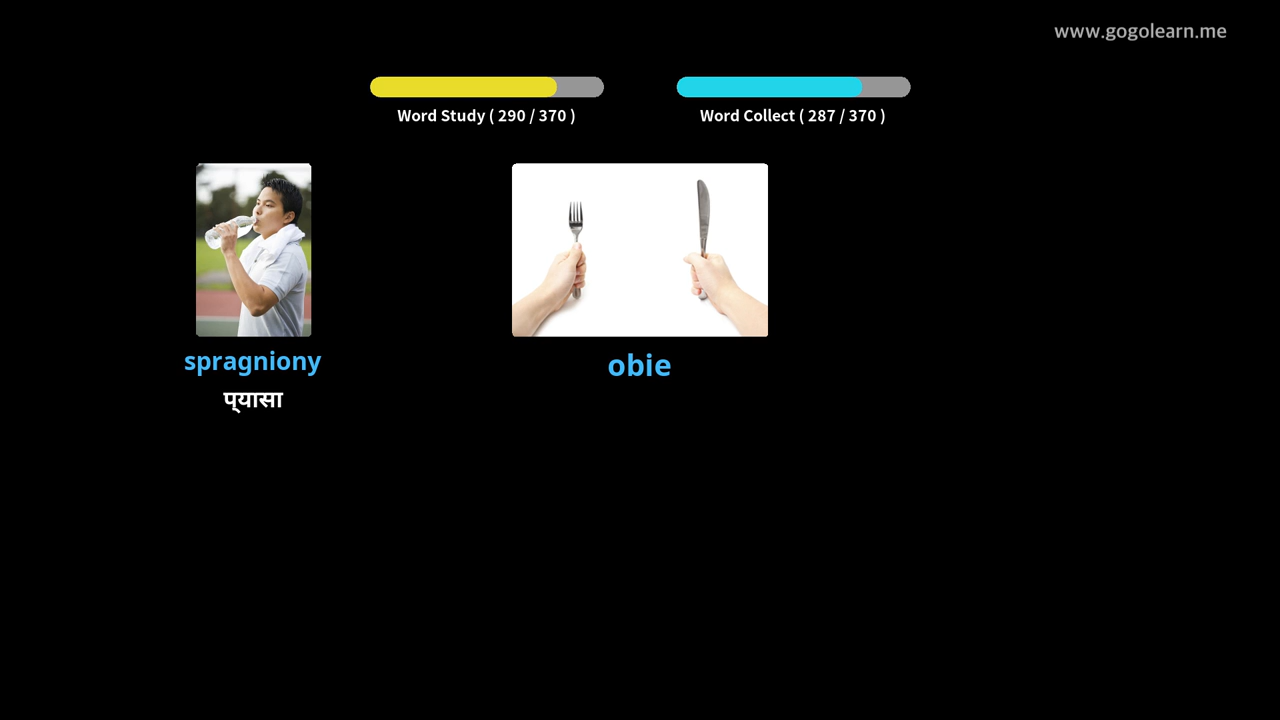 www.gogolearn.me
Word Study ( 290 / 370 )
Word Collect ( 287 / 370 )
spragniony
प्यासा
obie